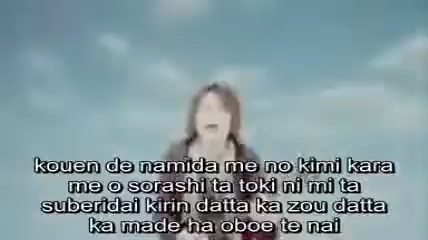 kouen de namida me no kimi kara
me o sorashi ta toki ni mi ta
suberidai kirin datta ka zou datta
ka made ha oboe te nai